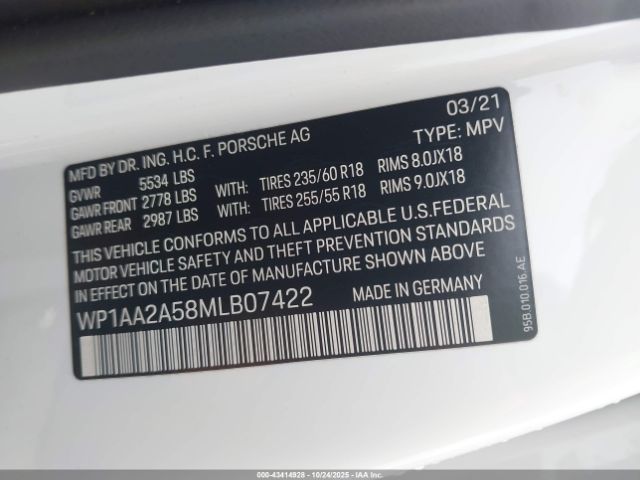 03/21
MFD BY DR. ING. H.C. F. PORSCHE AG TYPE: MPV
GVWR 5534 LBS
GAWR FRONT 2778 LBS WITH: TIRES 235/60 R18 RIMS 8.0JX18
GAWR REAR 2987 LBS WITH: TIRES 255/55 R18 RIMS 9.0JX18
THIS VEHICLE CONFORMS TO ALL APPLICABLE U.S.FEDERAL
MOTOR VEHICLE SAFETY AND THEFT PREVENTION STANDARDS
IN EFFECT ON THE DATE OF MANUFACTURE SHOWN ABOVE
WP1AA2A58MLB07422 MADE IN GERMANY
95B.010.016.AE
000-43414928 - 10/24/2025 - IAA Inc.